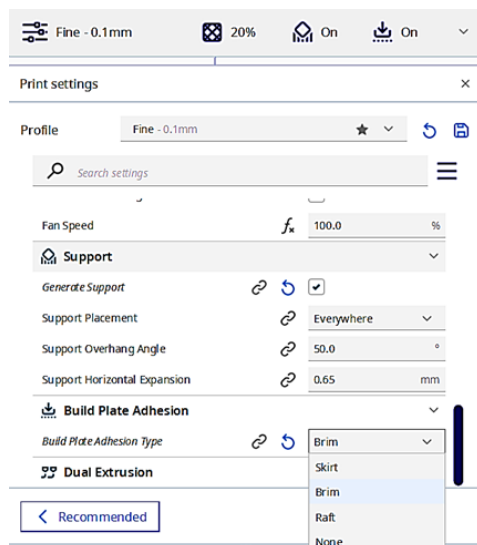 Fine - 0.1mm 20% On On
Print settings
Profile Fine - 0.1mm
Search settings
Fan Speed 100.0 %
Support
Generate Support
Support Placement Everywhere
Support Overhang Angle 50.0 °
Support Horizontal Expansion 0.65 mm
Build Plate Adhesion
Build Plate Adhesion Type Brim
Skirt
Dual Extrusion
Brim
Raft
Recommended
None